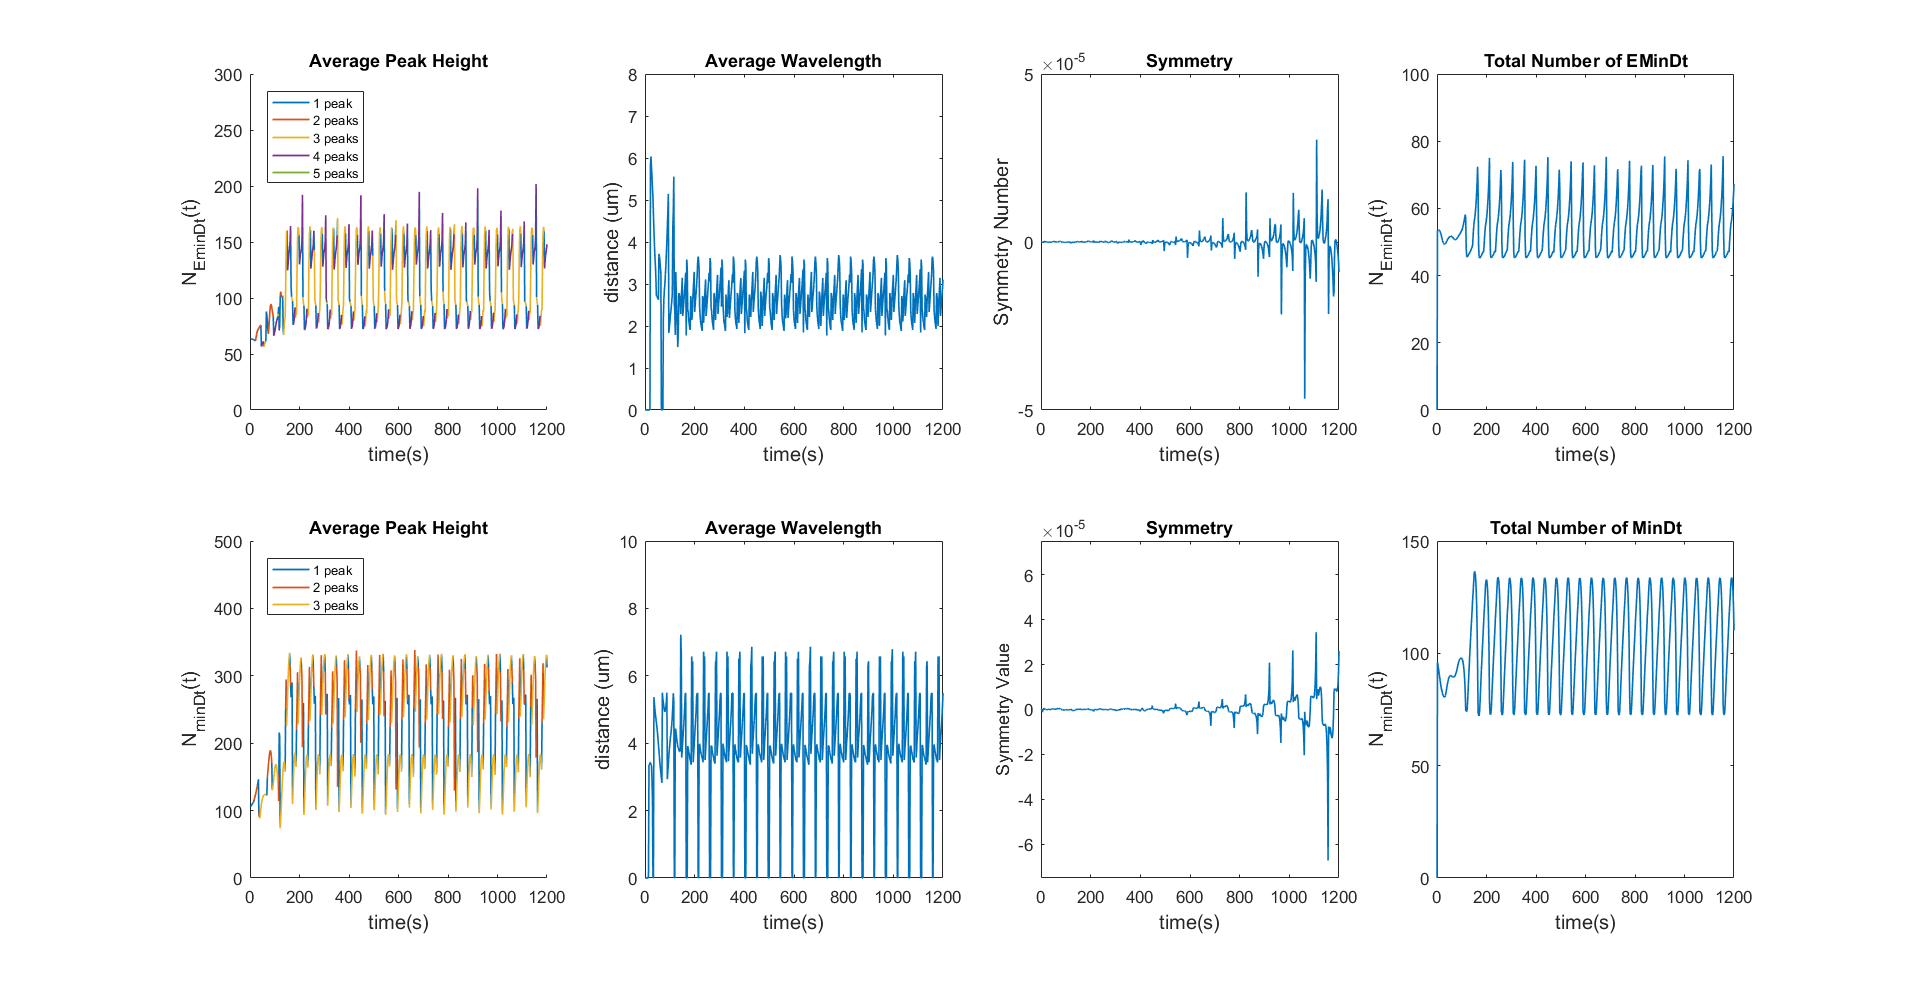 Average Peak Height
300
250
200
150
100
50
0
N_EminDt(t)
1 peak
2 peaks
3 peaks
4 peaks
5 peaks
0 200 400 600 800 1000 1200
time(s)
Average Wavelength
8
7
6
5
4
3
2
1
0
distance (um)
0 200 400 600 800 1000 1200
time(s)
Symmetry
×10^-5
5
0
-5
Symmetry Number
0 200 400 600 800 1000 1200
time(s)
Total Number of EMinDt
100
80
60
40
20
0
N_EminDt(t)
0 200 400 600 800 1000 1200
time(s)
Average Peak Height
500
400
300
200
100
0
N_minDt(t)
1 peak
2 peaks
3 peaks
0 200 400 600 800 1000 1200
time(s)
Average Wavelength
10
8
6
4
2
0
distance (um)
0 200 400 600 800 1000 1200
time(s)
Symmetry
×10^-5
6
4
2
0
-2
-4
-6
Symmetry Value
0 200 400 600 800 1000 1200
time(s)
Total Number of MinDt
150
100
50
0
N_minDt(t)
0 200 400 600 800 1000 1200
time(s)